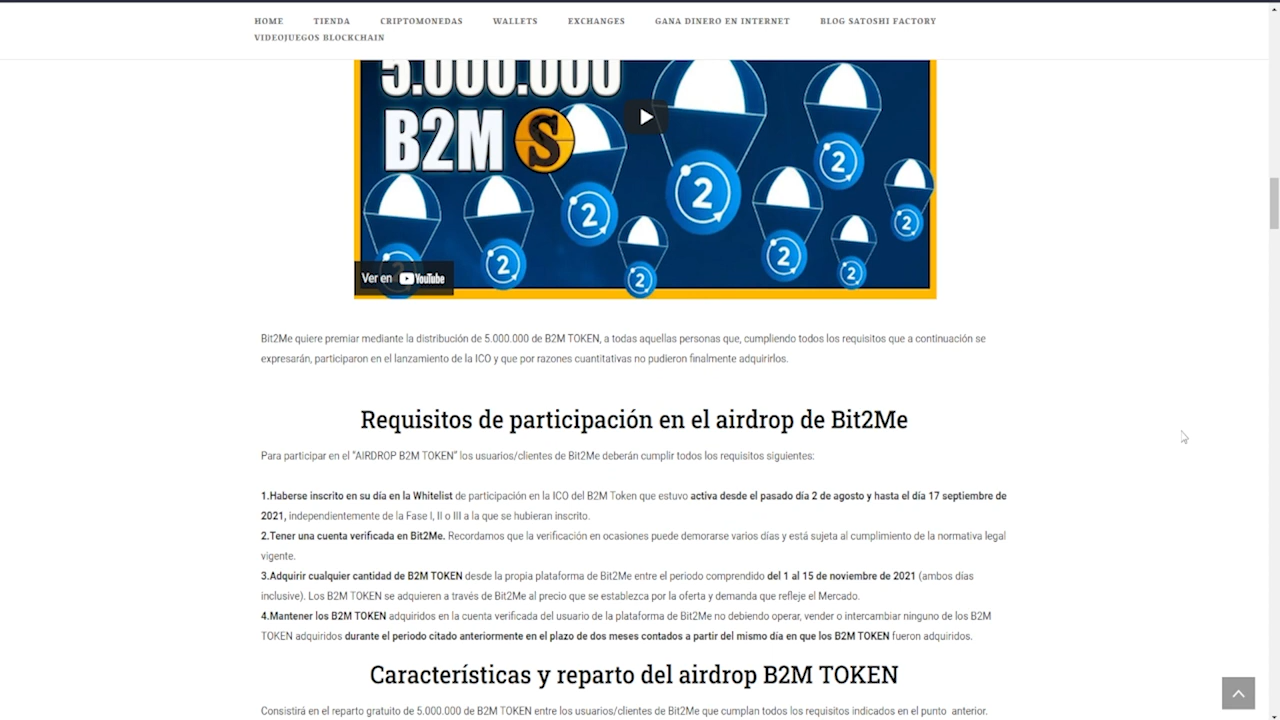 HOME TIENDA CRIPTOMONEDAS WALLETS EXCHANGES GANA DINERO EN INTERNET BLOG SATOSHI FACTORY
VIDEOJUEGOS BLOCKCHAIN
5.000.000
B2M S
2 2 2 2 2 2 2 2 2
Ver en YouTube
Bit2Me quiere premiar mediante la distribución de 5.000.000 de B2M TOKEN, a todas aquellas personas que, cumpliendo todos los requisitos que a continuación se
expresarán, participaron en el lanzamiento de la ICO y que por razones cuantitativas no pudieron finalmente adquirirlos.
Requisitos de participación en el airdrop de Bit2Me
Para participar en el "AIRDROP B2M TOKEN" los usuarios/clientes de Bit2Me deberán cumplir todos los requisitos siguientes:
1.Haberse inscrito en su día en la Whitelist de participación en la ICO del B2M Token que estuvo activa desde el pasado día 2 de agosto y hasta el día 17 septiembre de
2021, independientemente de la Fase I, II o III a la que se hubieran inscrito.
2.Tener una cuenta verificada en Bit2Me. Recordamos que la verificación en ocasiones puede demorarse varios días y está sujeta al cumplimiento de la normativa legal
vigente.
3.Adquirir cualquier cantidad de B2M TOKEN desde la propia plataforma de Bit2Me entre el periodo comprendido del 1 al 15 de noviembre de 2021 (ambos días
inclusive). Los B2M TOKEN se adquieren a través de Bit2Me al precio que se establezca por la oferta y demanda que refleje el Mercado.
4.Mantener los B2M TOKEN adquiridos en la cuenta verificada del usuario de la plataforma de Bit2Me no debiendo operar, vender o intercambiar ninguno de los B2M
TOKEN adquiridos durante el periodo citado anteriormente en el plazo de dos meses contados a partir del mismo día en que los B2M TOKEN fueron adquiridos.
Características y reparto del airdrop B2M TOKEN
Consistirá en el reparto gratuito de 5.000.000 de B2M TOKEN entre los usuarios/clientes de Bit2Me que cumplan todos los requisitos indicados en el punto anterior.